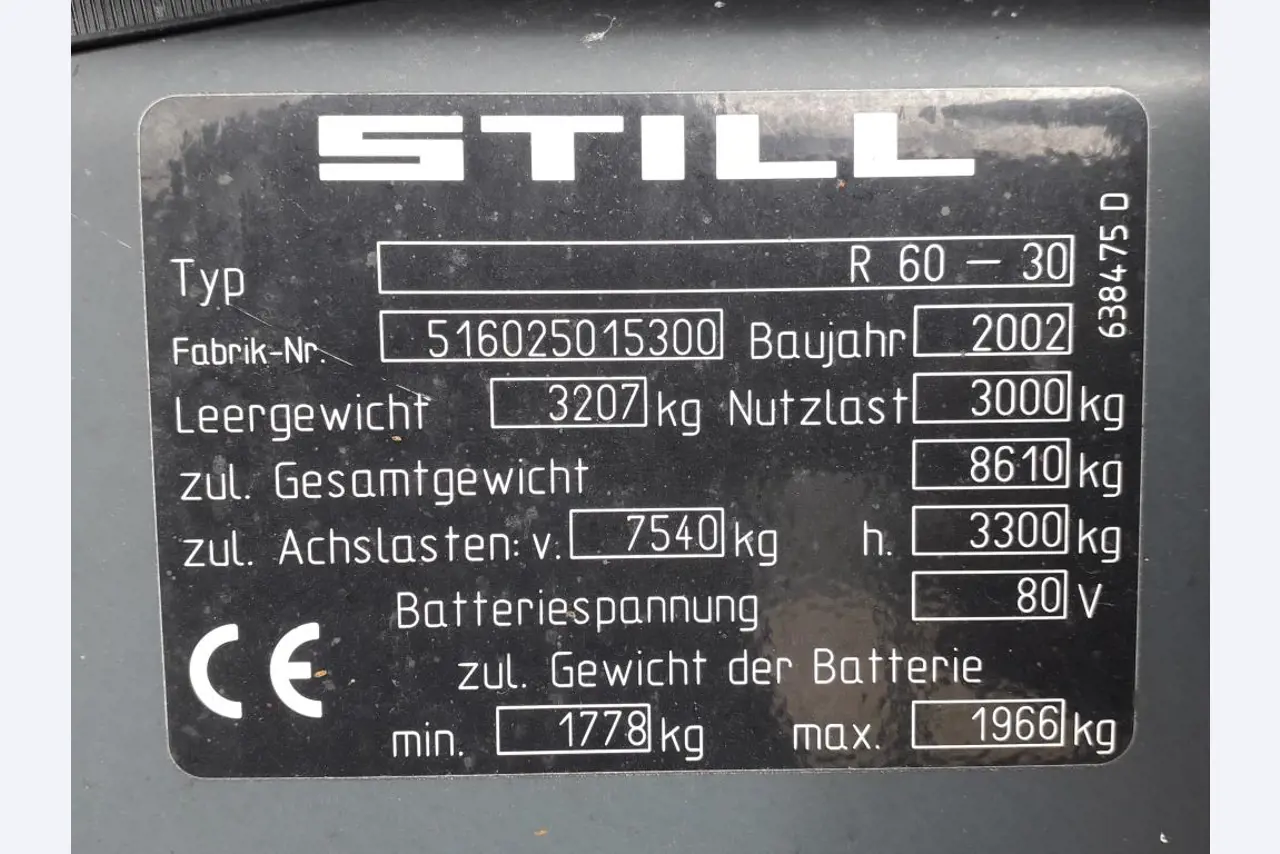 STILL
Typ R 60 – 30
Fabrik-Nr. 516025015300 Baujahr 2002
Leergewicht 3207 kg Nutzlast 3000 kg
zul. Gesamtgewicht 8610 kg
zul. Achslasten: v. 7540 kg h. 3300 kg
Batteriespannung 80 V
zul. Gewicht der Batterie
min. 1778 kg max. 1966 kg
CE
638475 D